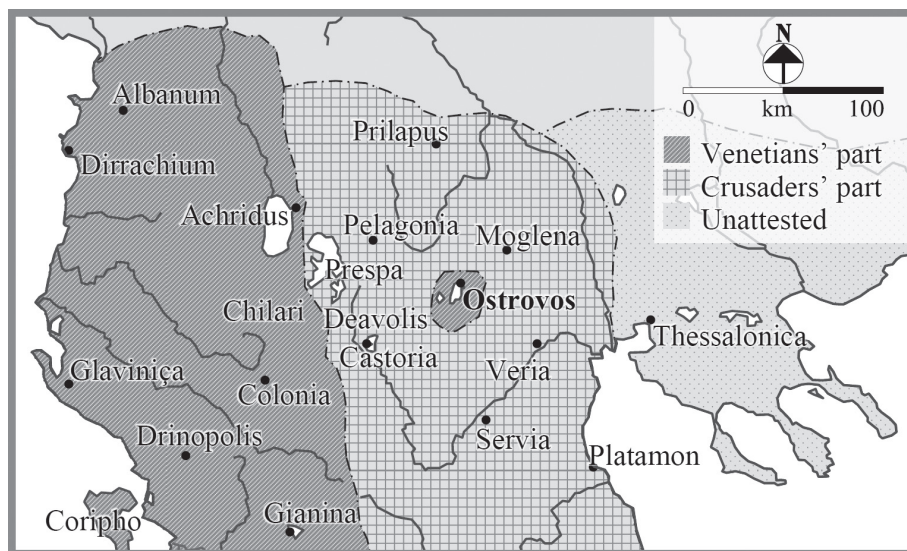 N
0 km 100
Venetians' part
Crusaders' part
Unattested
Albanum
Dirrachium
Prilapus
Achridus
Pelagonia
Moglena
Prespa
Ostrovos
Chilari
Deavolis
Castoria
Veria
Thessalonica
Glaviniça
Colonia
Drinopolis
Servia
Platamon
Coripho
Gianina